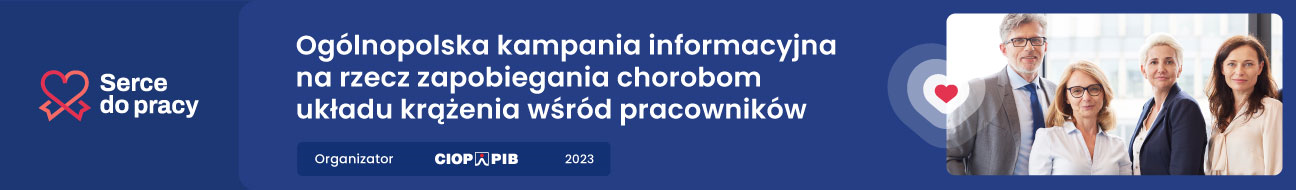 Serce
do pracy
Ogólnopolska kampania informacyjna
na rzecz zapobiegania chorobom
układu krążenia wśród pracowników
Organizator CIOP PIB 2023